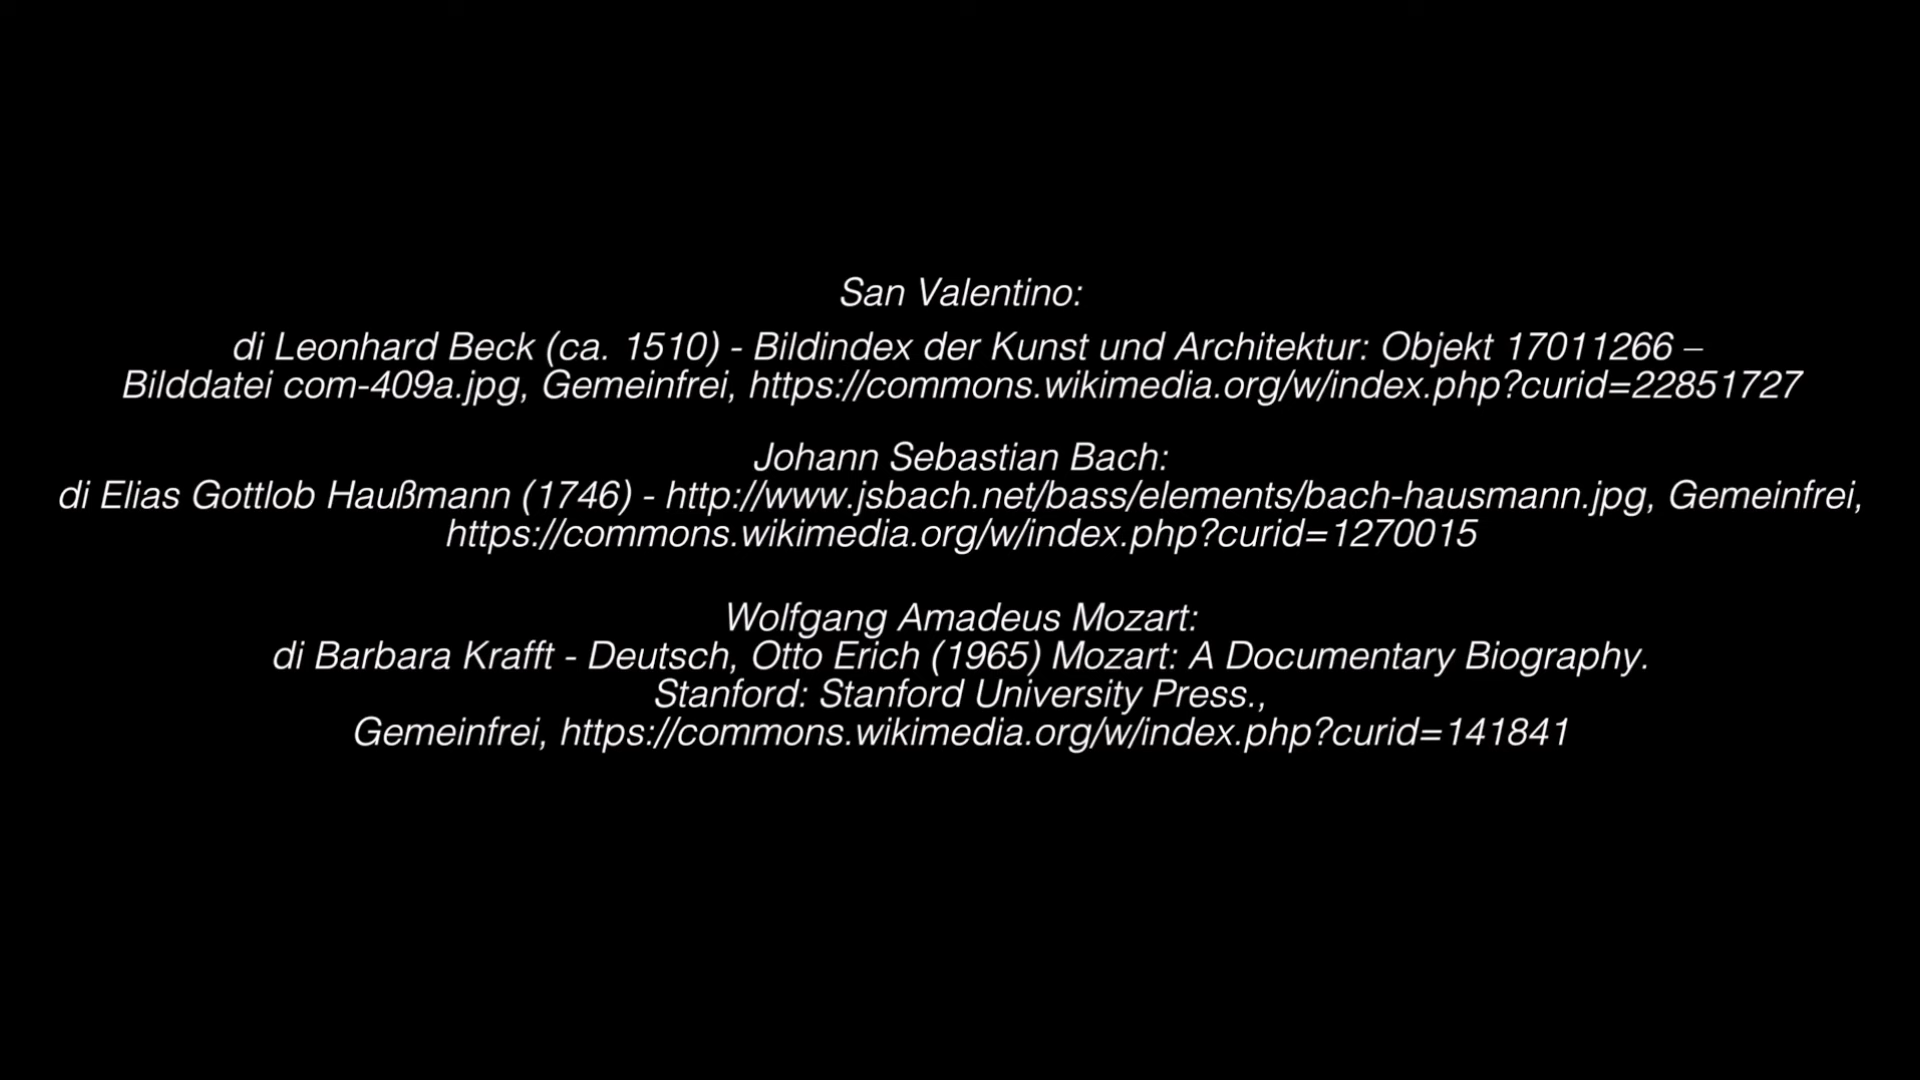 San Valentino:
di Leonhard Beck (ca. 1510) - Bildindex der Kunst und Architektur: Objekt 17011266 –
Bilddatei com-409a.jpg, Gemeinfrei, https://commons.wikimedia.org/w/index.php?curid=22851727
Johann Sebastian Bach:
di Elias Gottlob Haußmann (1746) - http://www.jsbach.net/bass/elements/bach-hausmann.jpg, Gemeinfrei,
https://commons.wikimedia.org/w/index.php?curid=1270015
Wolfgang Amadeus Mozart:
di Barbara Krafft - Deutsch, Otto Erich (1965) Mozart: A Documentary Biography.
Stanford: Stanford University Press.,
Gemeinfrei, https://commons.wikimedia.org/w/index.php?curid=141841